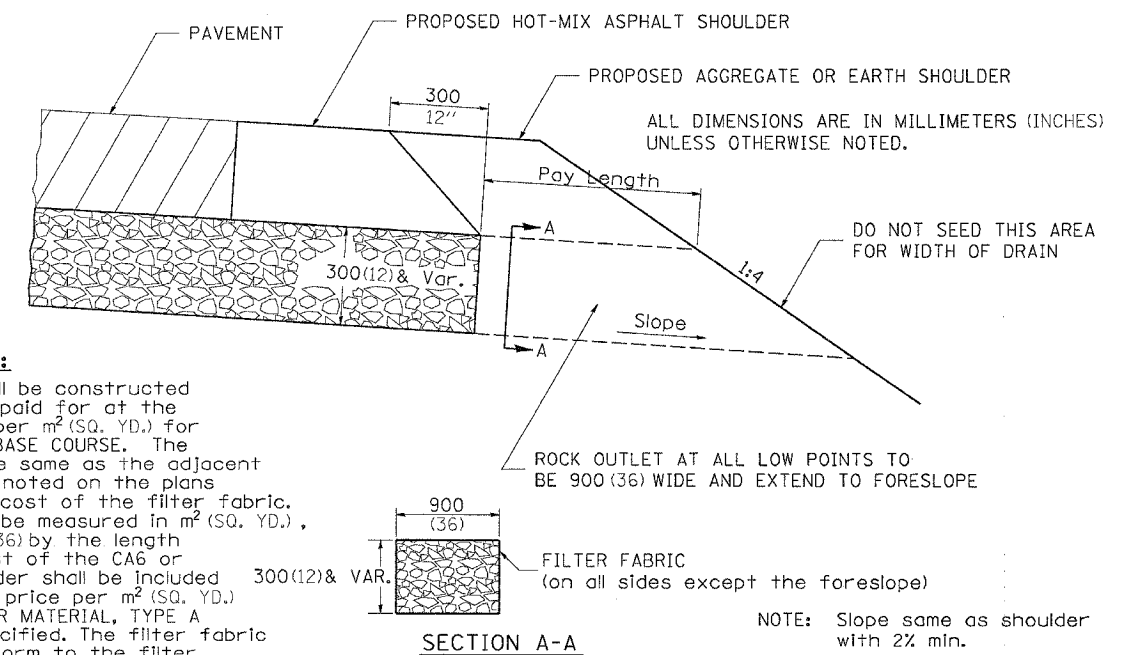 PAVEMENT
PROPOSED HOT-MIX ASPHALT SHOULDER
PROPOSED AGGREGATE OR EARTH SHOULDER
300
12"
ALL DIMENSIONS ARE IN MILLIMETERS (INCHES)
UNLESS OTHERWISE NOTED.
Pay Length
A
DO NOT SEED THIS AREA
FOR WIDTH OF DRAIN
1:4
300(12)& Var.
Slope
A
ROCK OUTLET AT ALL LOW POINTS TO
BE 900 (36) WIDE AND EXTEND TO FORESLOPE
:
ll be constructed
paid for at the
per m² (SQ. YD.) for
BASE COURSE. The
e same as the adjacent
noted on the plans
cost of the filter fabric.
be measured in m² (SQ. YD.),
36) by the length
st of the CA6 or
der shall be included
price per m² (SQ. YD.)
R MATERIAL, TYPE A
cified. The filter fabric
orm to the filter
900
(36)
300(12)& VAR.
FILTER FABRIC
(on all sides except the foreslope)
SECTION A-A
NOTE: Slope same as shoulder
with 2% min.